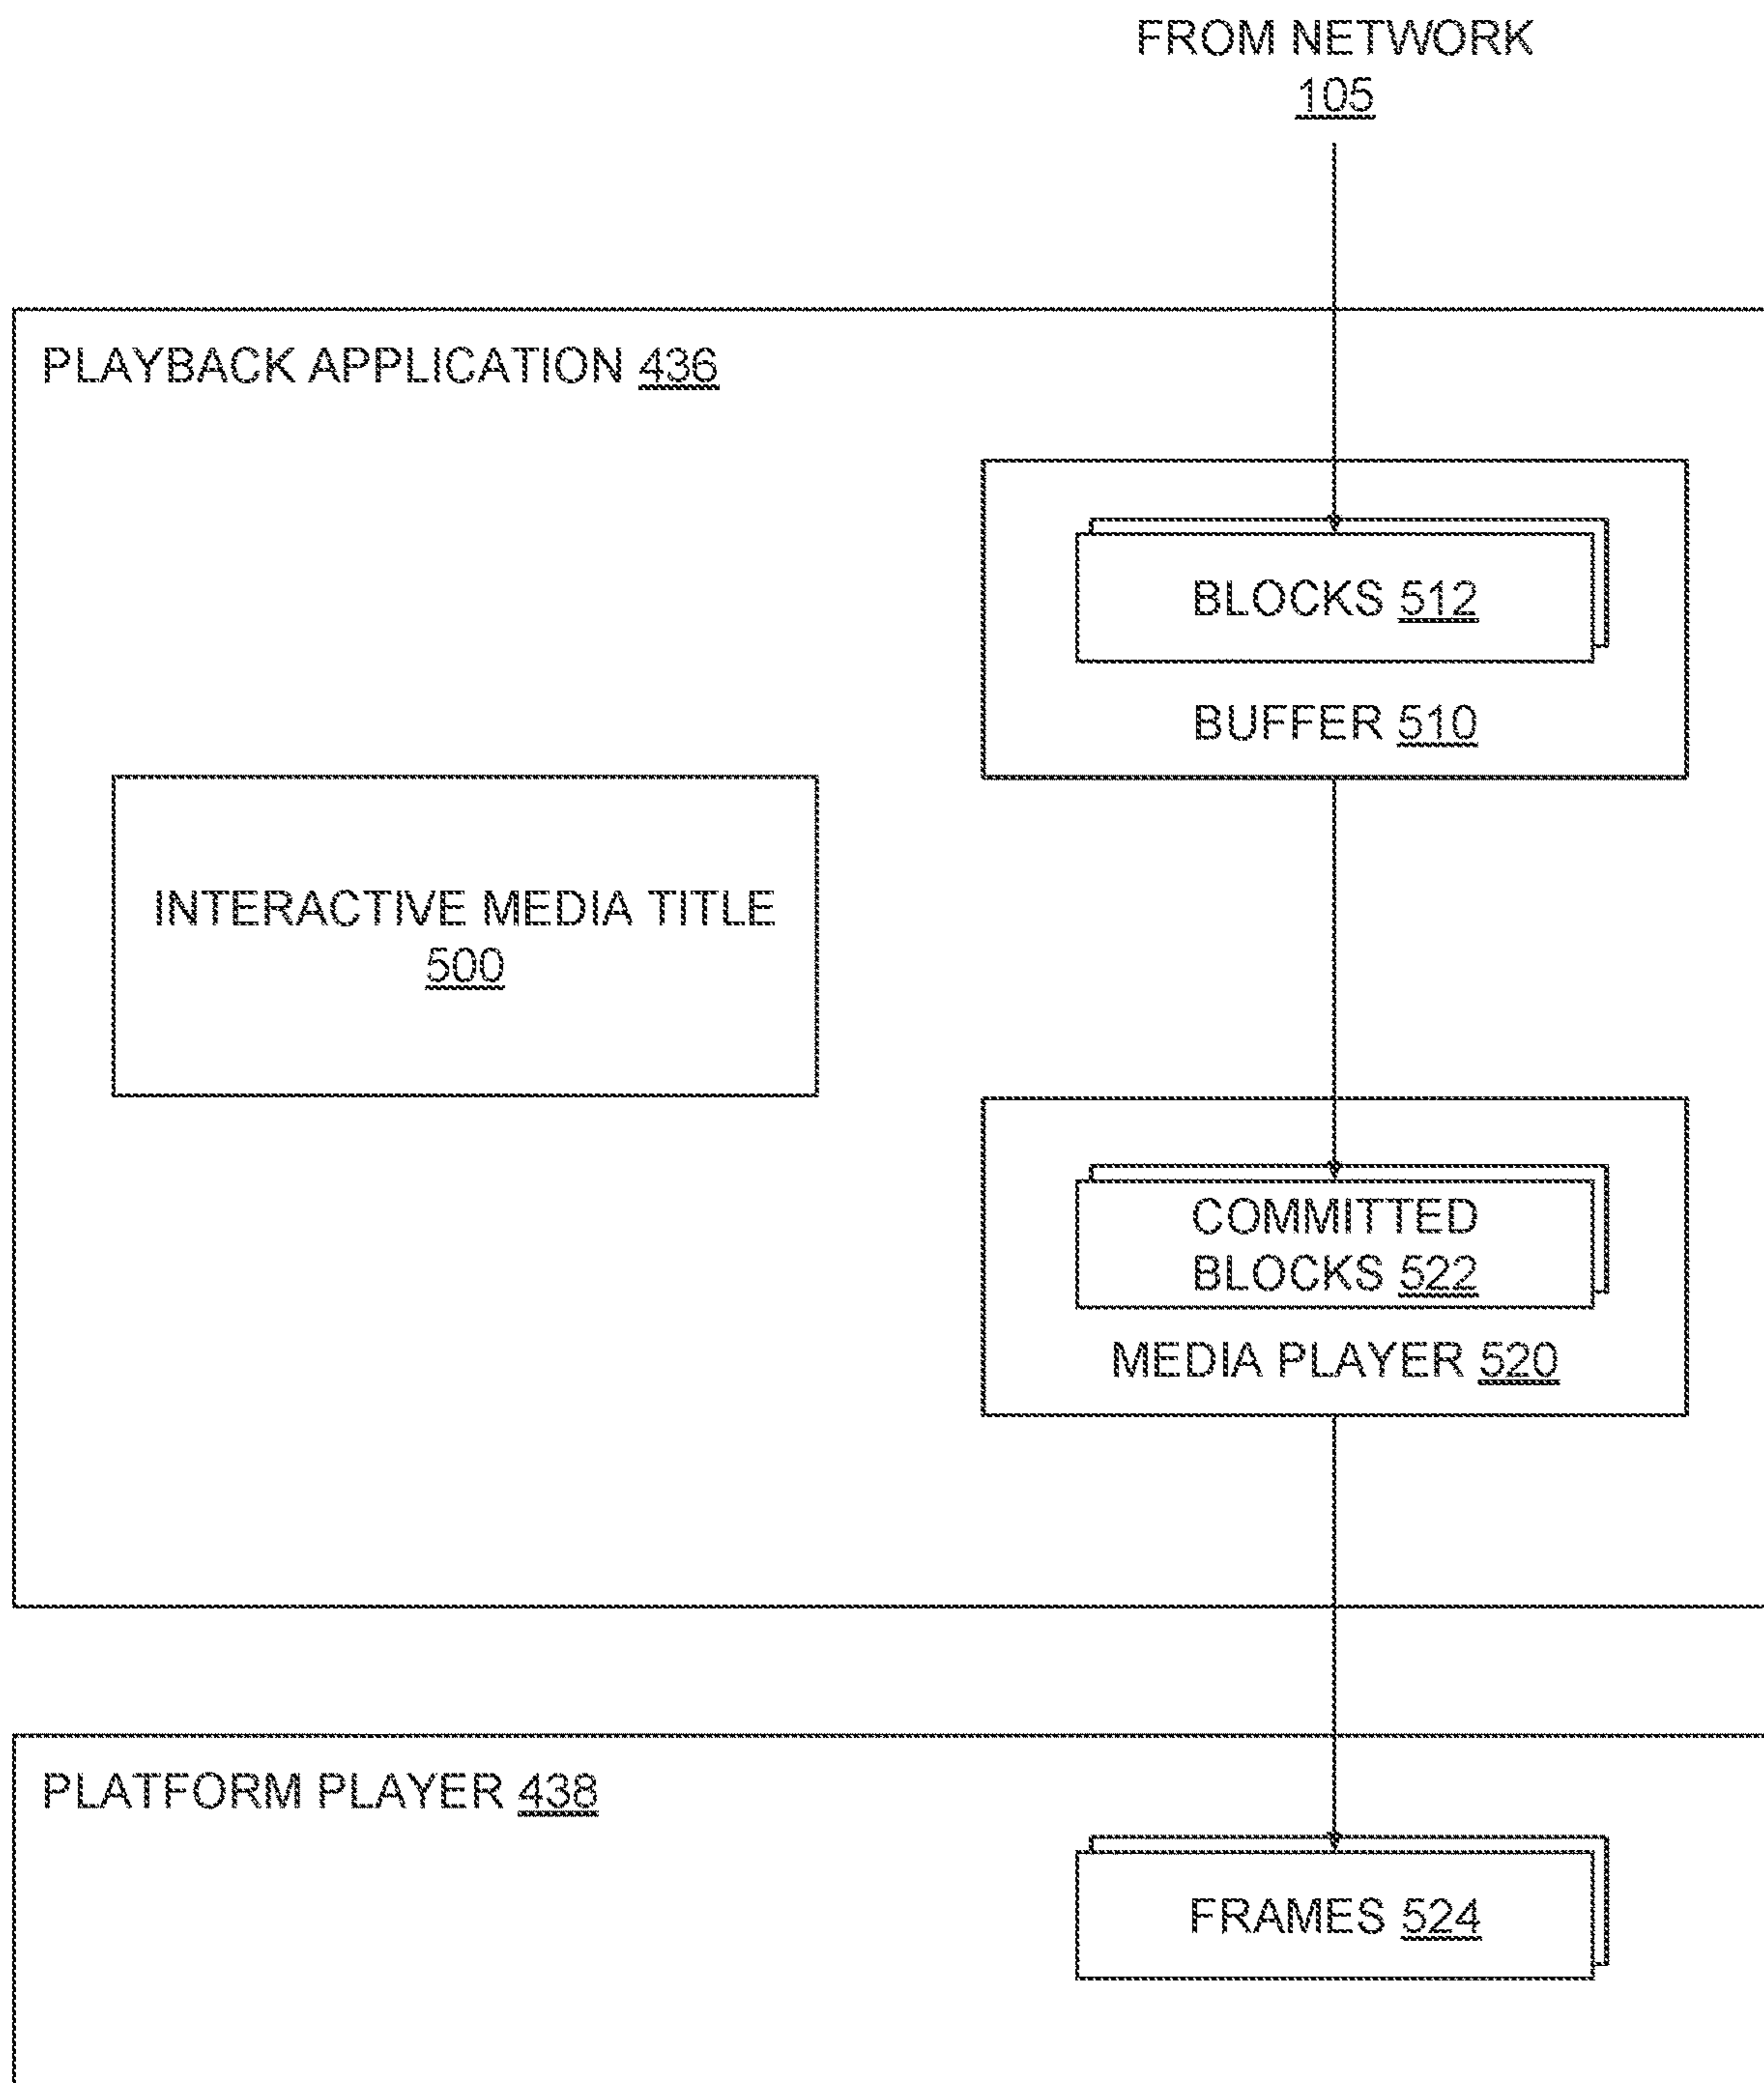 FROM NETWORK
105
PLAYBACK APPLICATION 436
BLOCKS 512
BUFFER 510
INTERACTIVE MEDIA TITLE
500
COMMITTED
BLOCKS 522
MEDIA PLAYER 520
PLATFORM PLAYER 438
FRAMES 524